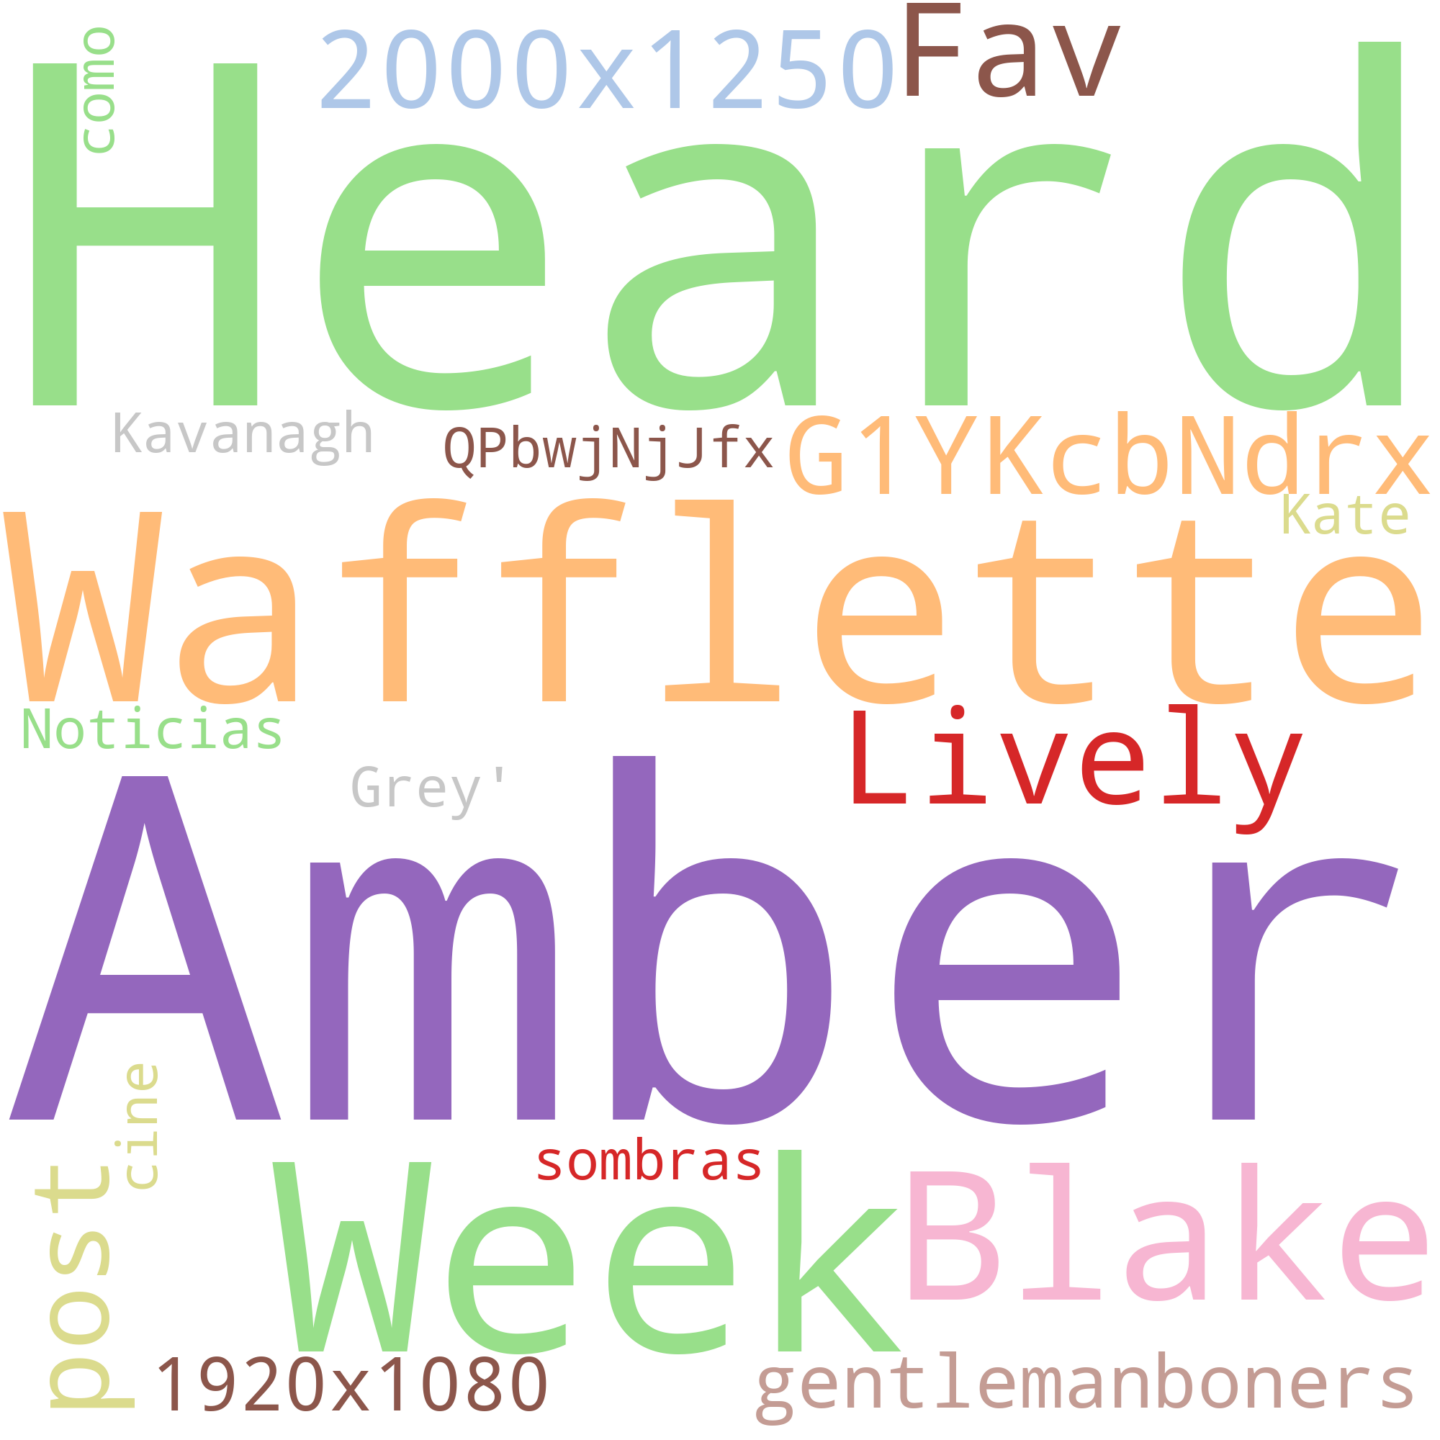 como
2000x1250
Fav
Heard
Kavanagh
QPbwjNjJfx
G1YKcbNdrx
Kate
Wafflette
Noticias
Lively
Grey'
Amber
cine
sombras
post
Week
Blake
1920x1080
gentlemanboners